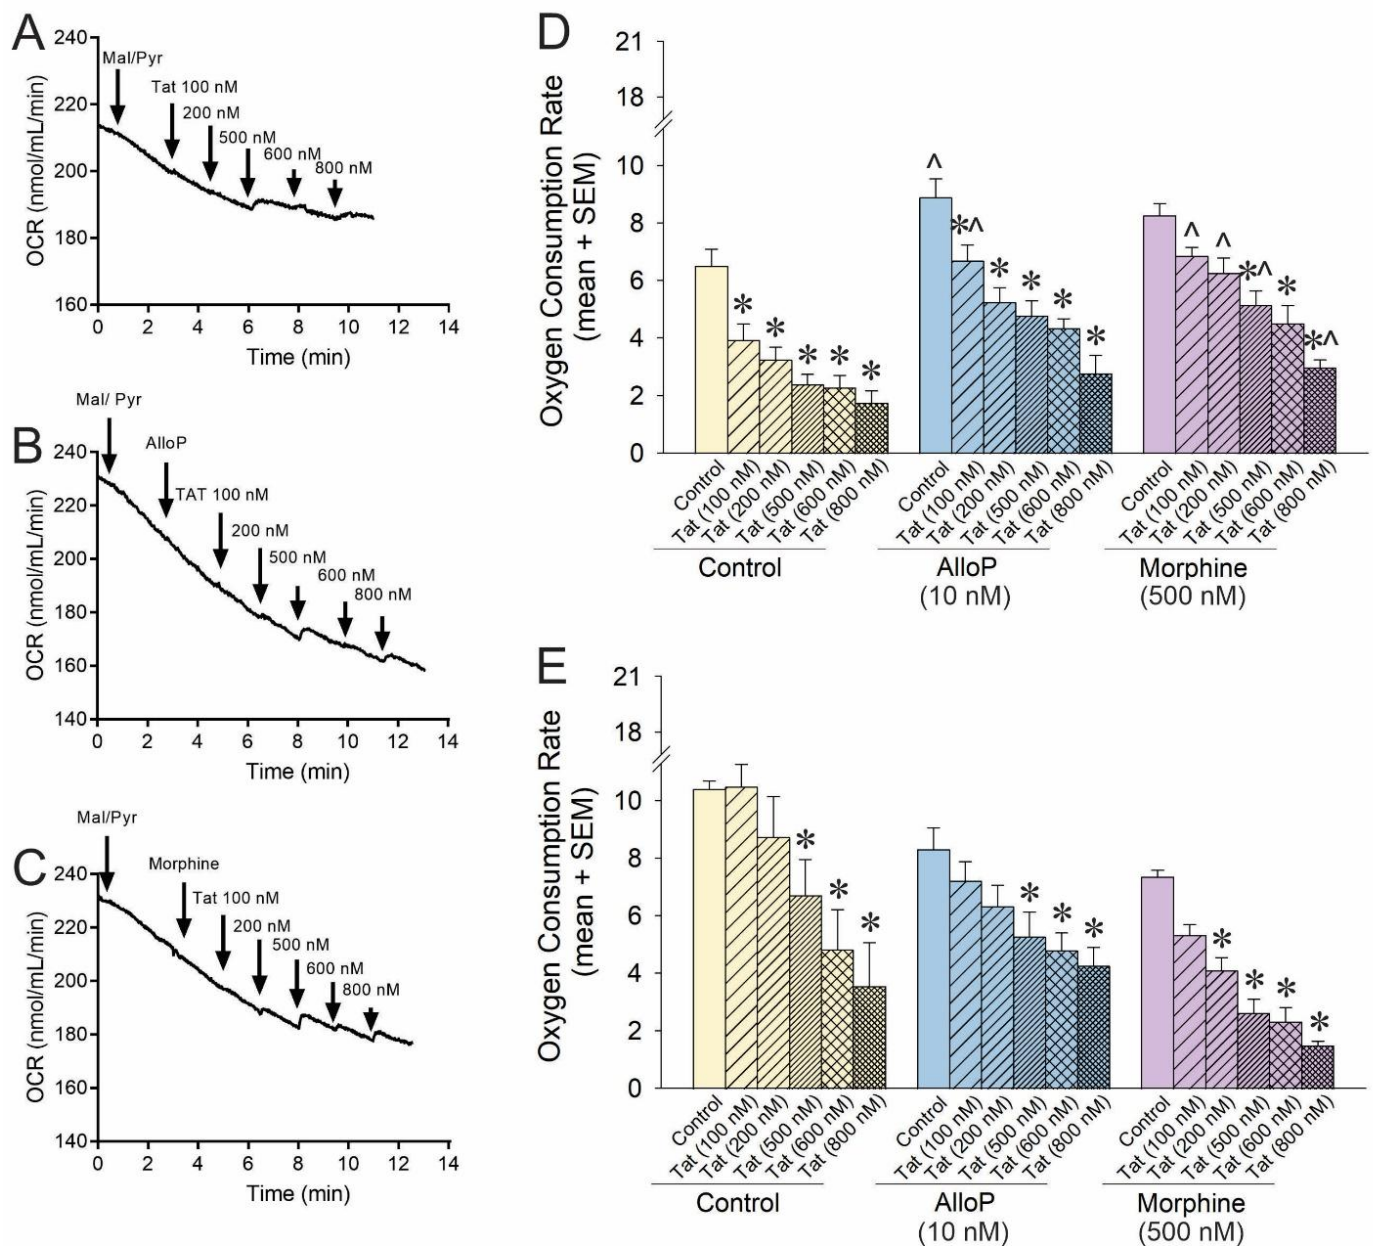 A
240
220
200
180
160
OCR (nmol/mL/min)
Mal/Pyr
Tat 100 nM
200 nM
500 nM
600 nM
800 nM
0 2 4 6 8 10 12 14
Time (min)
B
240
220
200
180
160
140
OCR (nmol/mL/min)
Mal/ Pyr
AlloP
TAT 100 nM
200 nM
500 nM
600 nM
800 nM
0 2 4 6 8 10 12 14
Time (min)
C
240
220
200
180
160
140
OCR (nmol/mL/min)
Mal/Pyr
Morphine
Tat 100 nM
200 nM
500 nM
600 nM
800 nM
0 2 4 6 8 10 12 14
Time (min)
D
21
18
10
8
6
4
2
0
Oxygen Consumption Rate
(mean + SEM)
* * * * *
^ *^ * * * *
^ ^ *^ * *^
Control
Tat (100 nM)
Tat (200 nM)
Tat (500 nM)
Tat (600 nM)
Tat (800 nM)
Control
Control
Tat (100 nM)
Tat (200 nM)
Tat (500 nM)
Tat (600 nM)
Tat (800 nM)
AlloP
(10 nM)
Control
Tat (100 nM)
Tat (200 nM)
Tat (500 nM)
Tat (600 nM)
Tat (800 nM)
Morphine
(500 nM)
E
21
18
10
8
6
4
2
0
Oxygen Consumption Rate
(mean + SEM)
* * *
* * *
* * * *
Control
Tat (100 nM)
Tat (200 nM)
Tat (500 nM)
Tat (600 nM)
Tat (800 nM)
Control
Control
Tat (100 nM)
Tat (200 nM)
Tat (500 nM)
Tat (600 nM)
Tat (800 nM)
AlloP
(10 nM)
Control
Tat (100 nM)
Tat (200 nM)
Tat (500 nM)
Tat (600 nM)
Tat (800 nM)
Morphine
(500 nM)